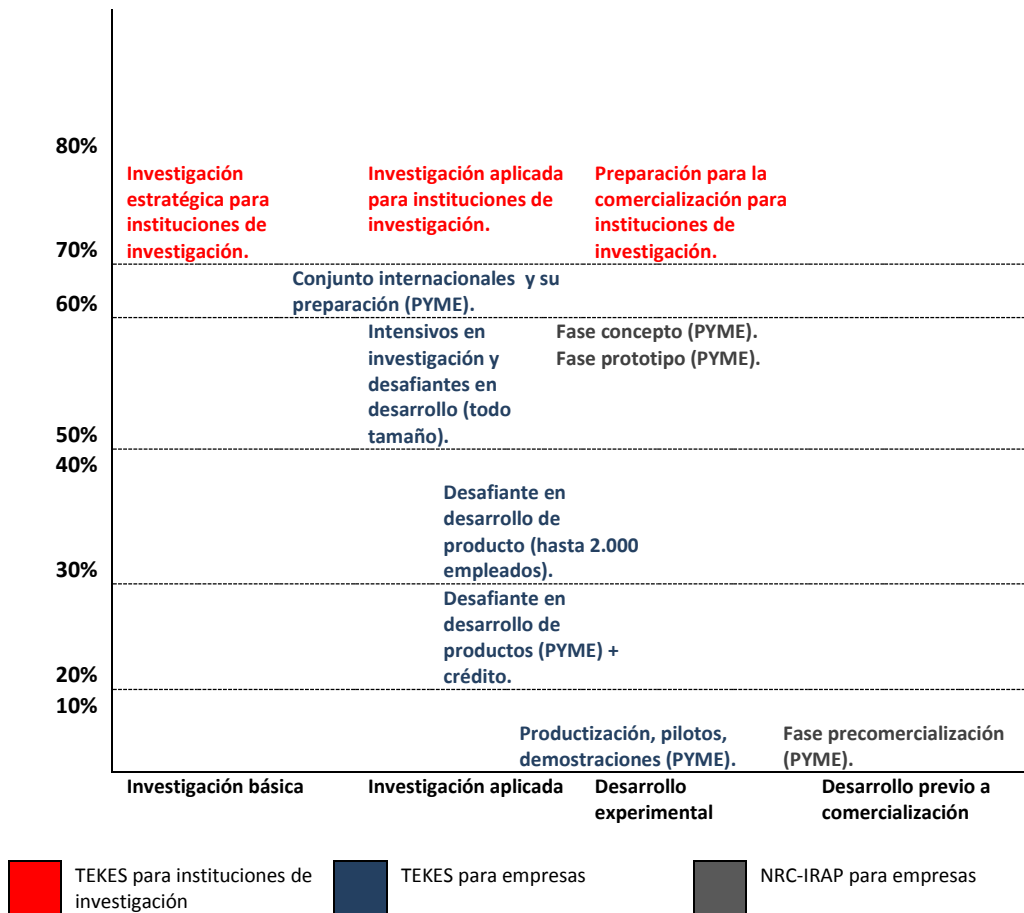 80%
Investigación
estratégica para
instituciones de
investigación.
Investigación aplicada
para instituciones de
investigación.
Preparación para la
comercialización para
instituciones de
investigación.
70%
Conjunto internacionales y su
preparación (PYME).
60%
Intensivos en
investigación y
desafiantes en
desarrollo (todo
tamaño).
Fase concepto (PYME).
Fase prototipo (PYME).
50%
40%
Desafiante en
desarrollo de
producto (hasta 2.000
empleados).
30%
Desafiante en
desarrollo de
productos (PYME) +
crédito.
20%
10%
Productización, pilotos,
demostraciones (PYME).
Fase precomercialización
(PYME).
Investigación básica
Investigación aplicada
Desarrollo
experimental
Desarrollo previo a
comercialización
TEKES para instituciones de
investigación
TEKES para empresas
NRC-IRAP para empresas